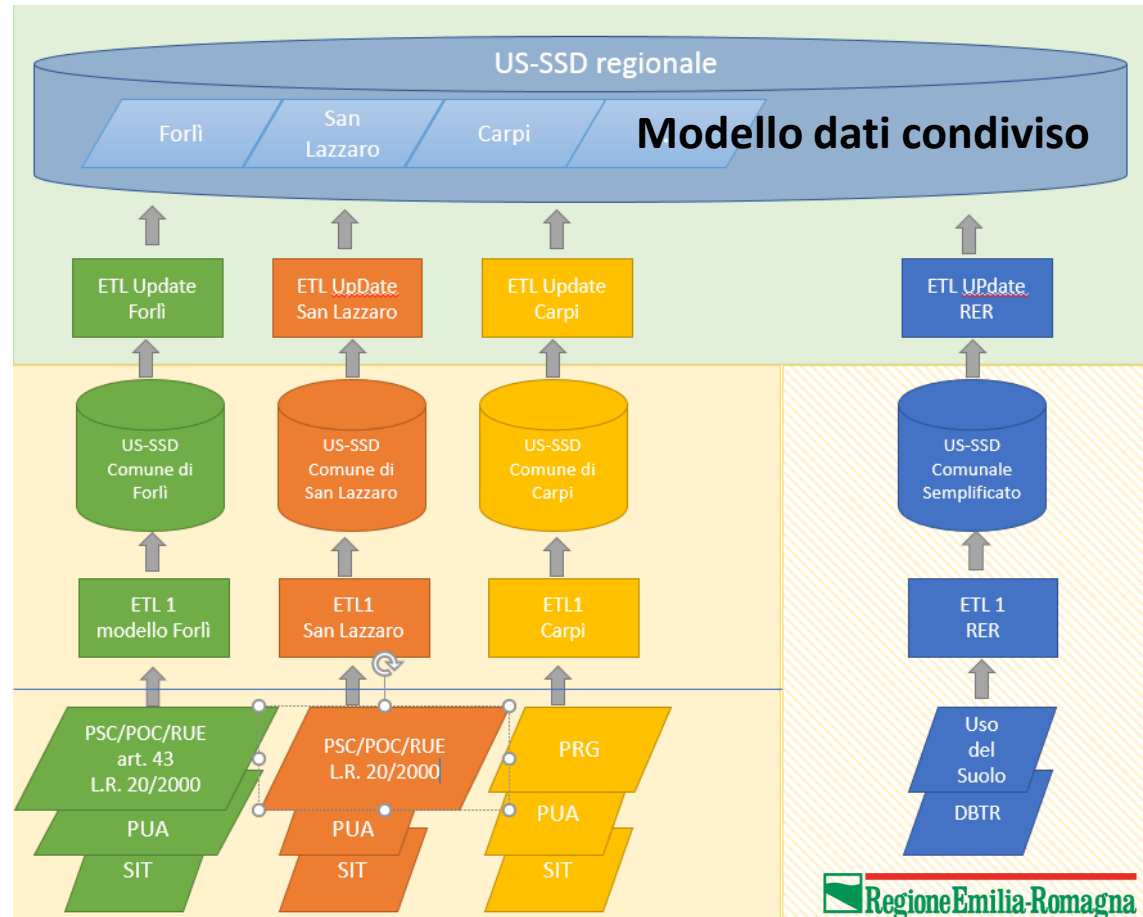 US-SSD regionale
Forlì
San
Lazzaro
Carpi
Modello dati condiviso
ETL Update
Forlì
ETL UpDate
San Lazzaro
ETL Update
Carpi
ETL UPdate
RER
US-SSD
Comune di
Forlì
US-SSD
Comune di
San Lazzaro
US-SSD
Comune di
Carpi
US-SSD
Comunale
Semplificato
ETL 1
modello Forlì
ETL1
San Lazzaro
ETL1
Carpi
ETL 1
RER
PSC/POC/RUE
art. 43
L.R. 20/2000
PUA
SIT
PSC/POC/RUE
L.R. 20/2000
PUA
SIT
PRG
PUA
SIT
Uso
del
Suolo
DBTR
RegioneEmilia-Romagna